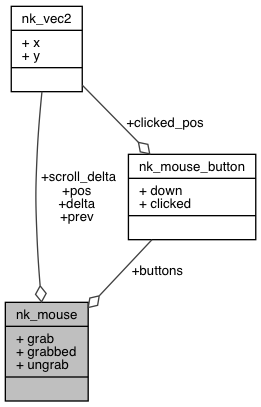 nk_vec2
+ x
+ y
+clicked_pos
nk_mouse_button
+ down
+ clicked
+scroll_delta
+pos
+delta
+prev
+buttons
nk_mouse
+ grab
+ grabbed
+ ungrab